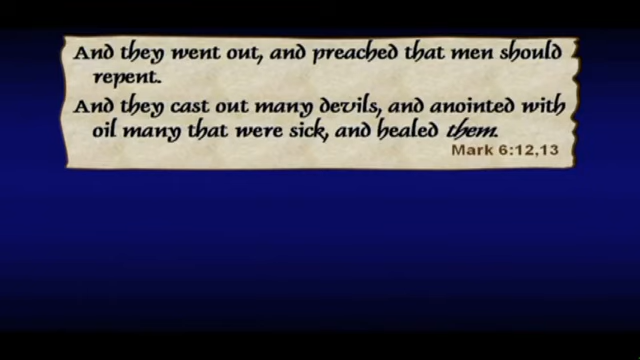 And they went out, and preached that men should
repent.
And they cast out many devils, and anointed with
oil many that were sick, and healed them.
Mark 6:12,13